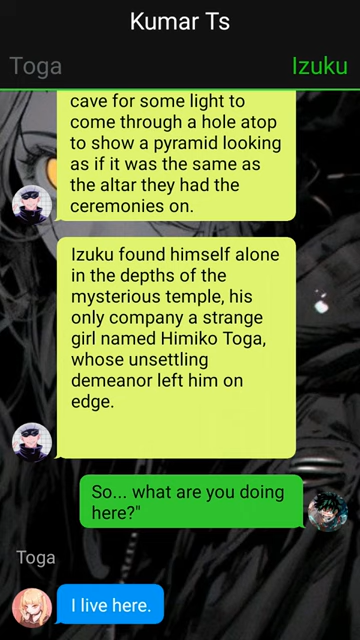 Kumar Ts
Toga
Izuku
cave for some light to
come through a hole atop
to show a pyramid looking
as if it was the same as
the altar they had the
ceremonies on.
Izuku found himself alone
in the depths of the
mysterious temple, his
only company a strange
girl named Himiko Toga,
whose unsettling
demeanor left him on
edge.
So... what are you doing
here?"
Toga
I live here.